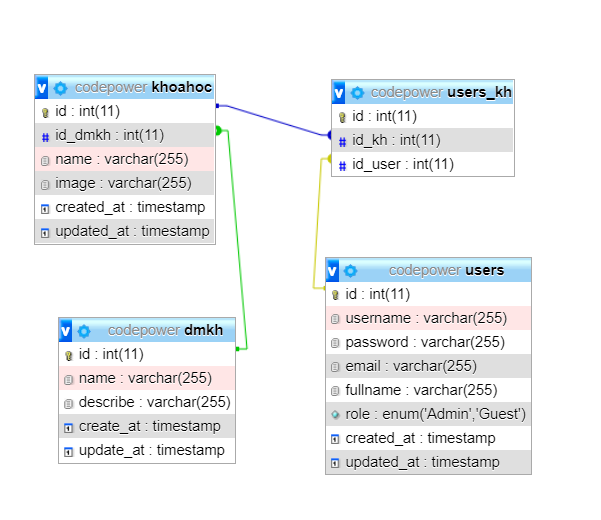 codepower khoahoc
id : int(11)
id_dmkh : int(11)
name : varchar(255)
image : varchar(255)
created_at : timestamp
updated_at : timestamp
codepower users_kh
id : int(11)
id_kh : int(11)
id_user : int(11)
codepower dmkh
id : int(11)
name : varchar(255)
describe : varchar(255)
create_at : timestamp
update_at : timestamp
codepower users
id : int(11)
username : varchar(255)
password : varchar(255)
email : varchar(255)
fullname : varchar(255)
role : enum('Admin','Guest')
created_at : timestamp
updated_at : timestamp